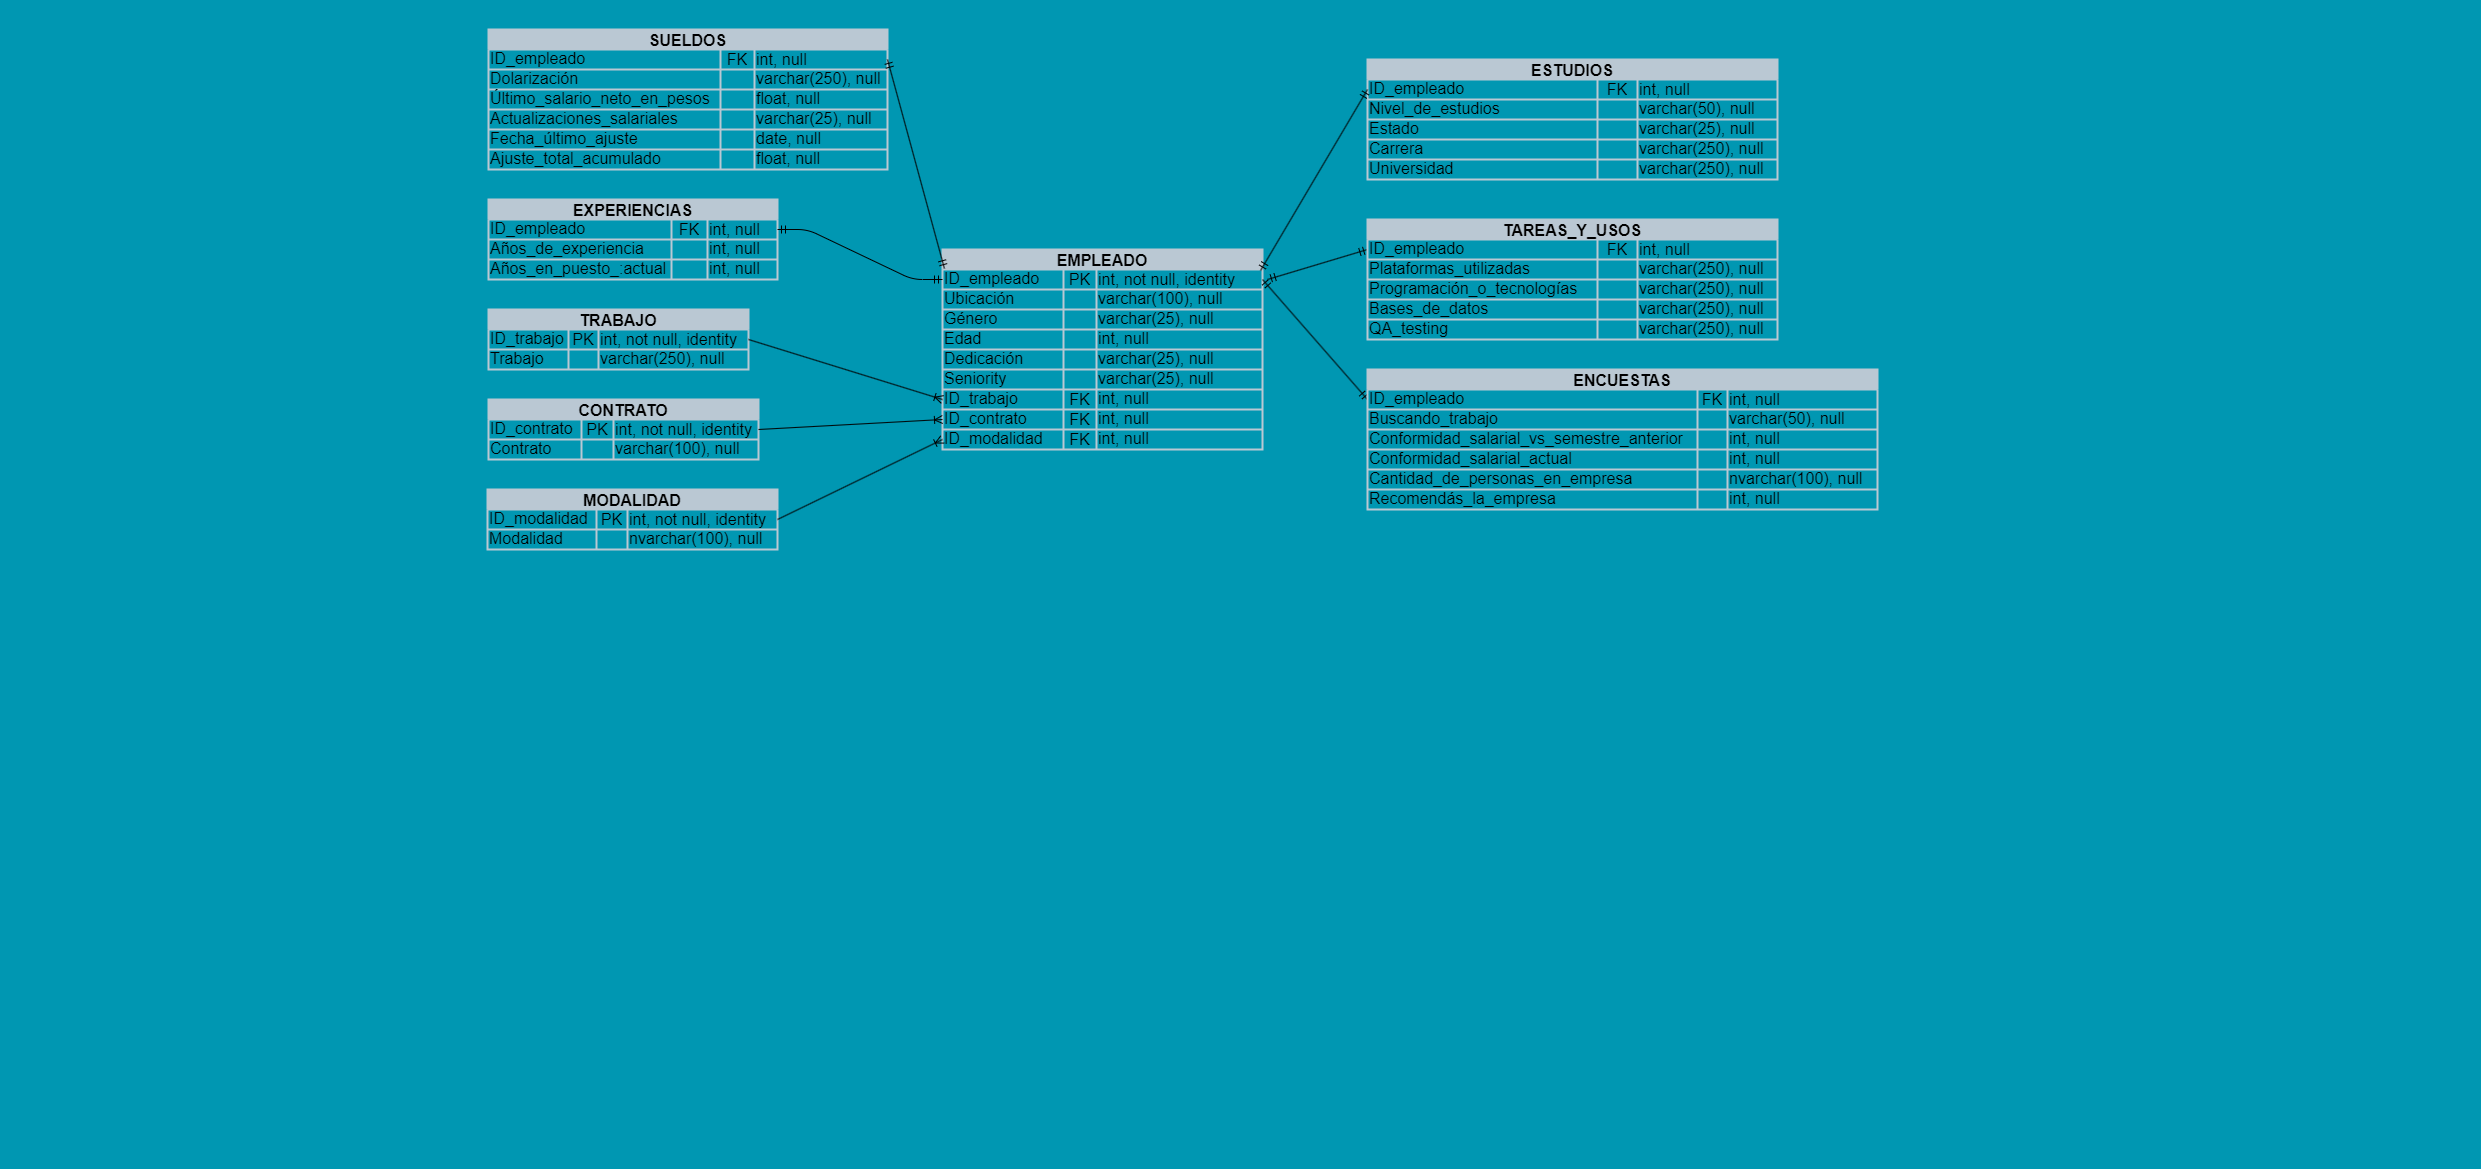 SUELDOS
ID_empleado FK int, null
Dolarización varchar(250), null
Último_salario_neto_en_pesos float, null
Actualizaciones_salariales varchar(25), null
Fecha_último_ajuste date, null
Ajuste_total_acumulado float, null
EXPERIENCIAS
ID_empleado FK int, null
Años_de_experiencia int, null
Años_en_puesto_:actual int, null
TRABAJO
ID_trabajo PK int, not null, identity
Trabajo varchar(250), null
CONTRATO
ID_contrato PK int, not null, identity
Contrato varchar(100), null
MODALIDAD
ID_modalidad PK int, not null, identity
Modalidad nvarchar(100), null
EMPLEADO
ID_empleado PK int, not null, identity
Ubicación varchar(100), null
Género varchar(25), null
Edad int, null
Dedicación varchar(25), null
Seniority varchar(25), null
ID_trabajo FK int, null
ID_contrato FK int, null
ID_modalidad FK int, null
ESTUDIOS
ID_empleado FK int, null
Nivel_de_estudios varchar(50), null
Estado varchar(25), null
Carrera varchar(250), null
Universidad varchar(250), null
TAREAS_Y_USOS
ID_empleado FK int, null
Plataformas_utilizadas varchar(250), null
Programación_o_tecnologías varchar(250), null
Bases_de_datos varchar(250), null
QA_testing varchar(250), null
ENCUESTAS
ID_empleado FK int, null
Buscando_trabajo varchar(50), null
Conformidad_salarial_vs_semestre_anterior int, null
Conformidad_salarial_actual int, null
Cantidad_de_personas_en_empresa nvarchar(100), null
Recomendás_la_empresa int, null